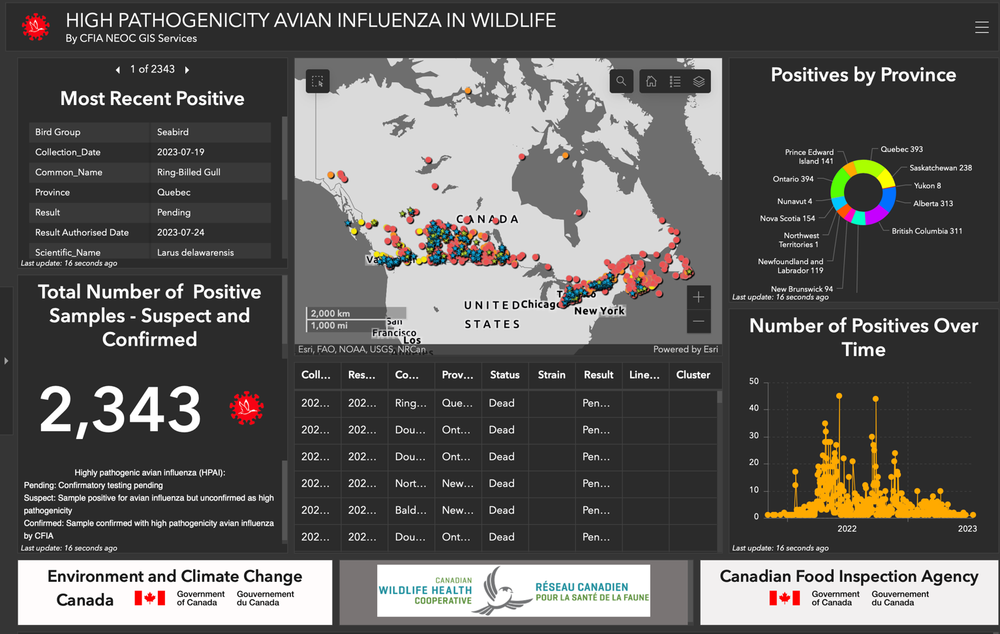 HIGH PATHOGENICITY AVIAN INFLUENZA IN WILDLIFE
By CFIA NEOC GIS Services
1 of 2343
Most Recent Positive
Bird Group Seabird
Collection_Date 2023-07-19
Common_Name Ring-Billed Gull
Province Quebec
Result Pending
Result Authorised Date 2023-07-24
Scientific_Name Larus delawarensis
Last update: 16 seconds ago
Total Number of Positive
Samples - Suspect and
Confirmed
2,343
Highly pathogenic avian influenza (HPAI):
Pending: Confirmatory testing pending
Suspect: Sample positive for avian influenza but unconfirmed as high
pathogenicity
Confirmed: Sample confirmed with high pathogenicity avian influenza
by CFIA
Last update: 16 seconds ago
CANADA
UNITED
STATES
Chicago
New York
San
Francisco
Los
2,000 km
1,000 mi
Esri, FAO, NOAA, USGS, NRCan
Powered by Esri
Coll... Res... Co... Prov... Status Strain Result Line... Cluster
202... 202... Ring... Que... Dead Pen...
202... 202... Dou... Ont... Dead Pen...
202... 202... Dou... Ont... Dead Pen...
202... 202... Nort... New... Dead Pen...
202... 202... Bald... New... Dead Pen...
202... 202... Dou... Ont... Dead Pen...
Positives by Province
Quebec 393
Saskatchewan 238
Yukon 8
Alberta 313
British Columbia 311
Prince Edward
Island 141
Ontario 394
Nunavut 4
Nova Scotia 154
Northwest
Territories 1
Newfoundland and
Labrador 119
New Brunswick 94
Last update: 16 seconds ago
Number of Positives Over
Time
50
40
30
20
10
0
2022
2023
Last update: 16 seconds ago
Environment and Climate Change
Canada
Government
of Canada
Gouvernement
du Canada
CANADIAN
WILDLIFE HEALTH
COOPERATIVE
RÉSEAU CANADIEN
POUR LA SANTÉ DE LA FAUNE
Canadian Food Inspection Agency
Government
of Canada
Gouvernement
du Canada